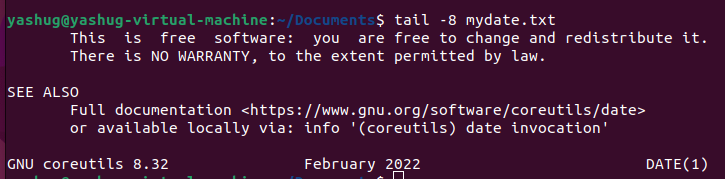 yashug@yashug-virtual-machine:~/Documents$ tail -8 mydate.txt
This is free software: you are free to change and redistribute it.
There is NO WARRANTY, to the extent permitted by law.
SEE ALSO
Full documentation <https://www.gnu.org/software/coreutils/date>
or available locally via: info '(coreutils) date invocation'
GNU coreutils 8.32 February 2022 DATE(1)